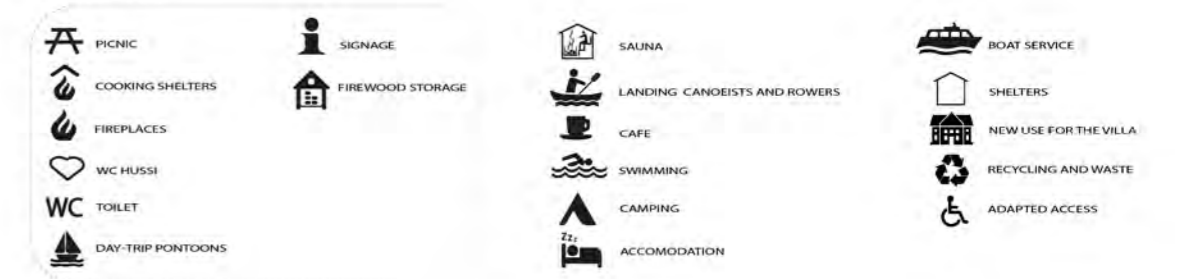 PICNIC
COOKING SHELTERS
FIREPLACES
WC HUSSI
WC TOILET
DAY-TRIP PONTOONS
SIGNAGE
FIREWOOD STORAGE
SAUNA
LANDING CANOEISTS AND ROWERS
CAFE
SWIMMING
CAMPING
ZZz
ACCOMODATION
BOAT SERVICE
SHELTERS
NEW USE FOR THE VILLA
RECYCLING AND WASTE
ADAPTED ACCESS